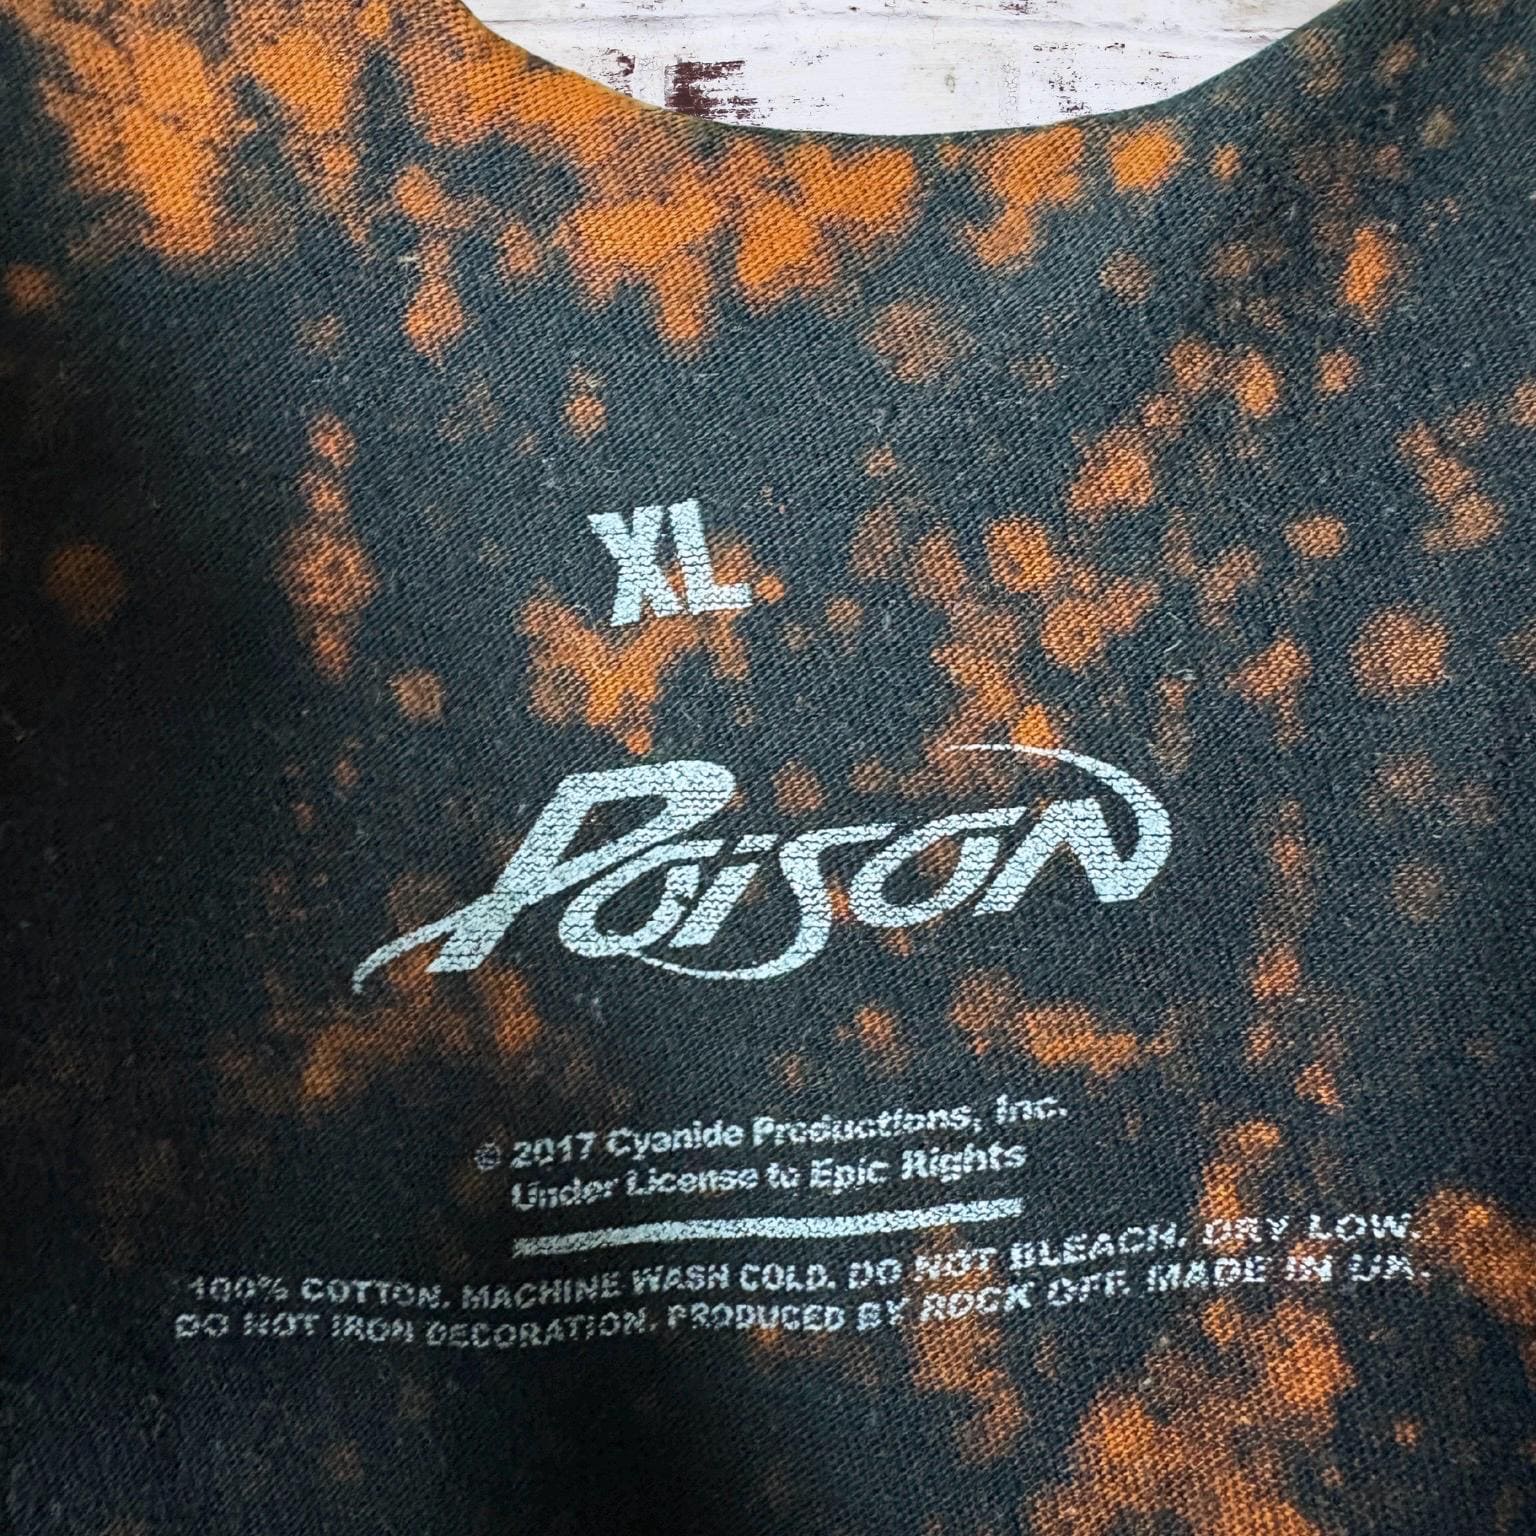 XL
Poison
© 2017 Cyanide Productions, Inc.
Under License to Epic Rights
100% COTTON. MACHINE WASH COLD. DO NOT BLEACH. DRY LOW.
DO NOT IRON DECORATION. PRODUCED BY ROCK OFF. MADE IN UK.